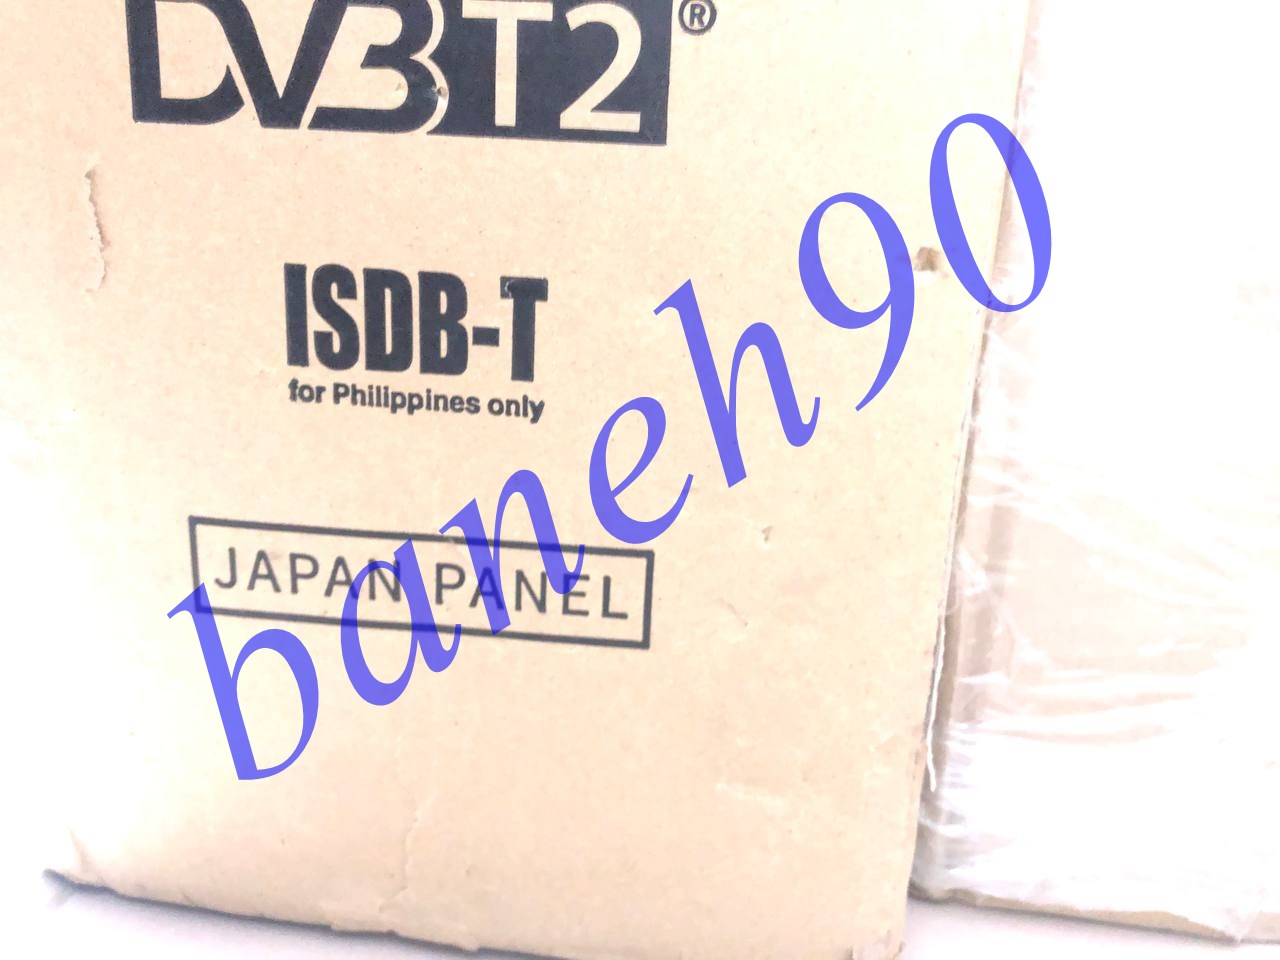 DVB T2 ®
ISDB-T
for Philippines only
JAPAN PANEL
baneh90